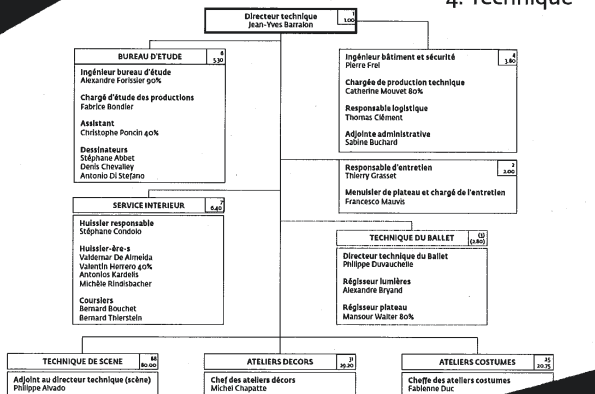 4. Technique
Directeur technique
Jean-Yves Barralon
1
1.00
BUREAU D'ETUDE
6
5.30
Ingénieur bureau d'étude
Alexandre Forissier 90%
Chargé d'étude des productions
Fabrice Bondier
Assistant
Christophe Poncin 40%
Dessinateurs
Stéphane Abbet
Denis Chevalley
Antonio Di Stefano
Ingénieur bâtiment et sécurité
Pierre Frei
4
3.80
Chargée de production technique
Catherine Mouvet 80%
Responsable logistique
Thomas Clément
Adjointe administrative
Sabine Buchard
Responsable d'entretien
Thierry Grasset
2
2.00
Menuisier de plateau et chargé de l'entretien
Francesco Mauvis
SERVICE INTERIEUR
7
6.40
Huissier responsable
Stéphane Condolo
Huissier-ère-s
Valdemar De Almeida
Valentin Herrero 40%
Antonios Kardelis
Michèle Rindisbacher
Coursiers
Bernard Bouchet
Bernard Thierstein
TECHNIQUE DU BALLET
(3)
(2.80)
Directeur technique du Ballet
Philippe Duvauchelle
Régisseur lumières
Alexandre Bryand
Régisseur plateau
Mansour Walter 80%
TECHNIQUE DE SCENE
88
80.00
Adjoint au directeur technique (scène)
Philippe Alvado
ATELIERS DECORS
31
29.20
Chef des ateliers décors
Michel Chapatte
ATELIERS COSTUMES
25
20.75
Cheffe des ateliers costumes
Fabienne Duc